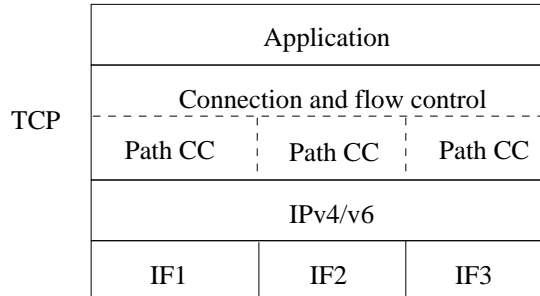 Application
Connection and flow control
TCP
Path CC Path CC Path CC
IPv4/v6
IF1 IF2 IF3